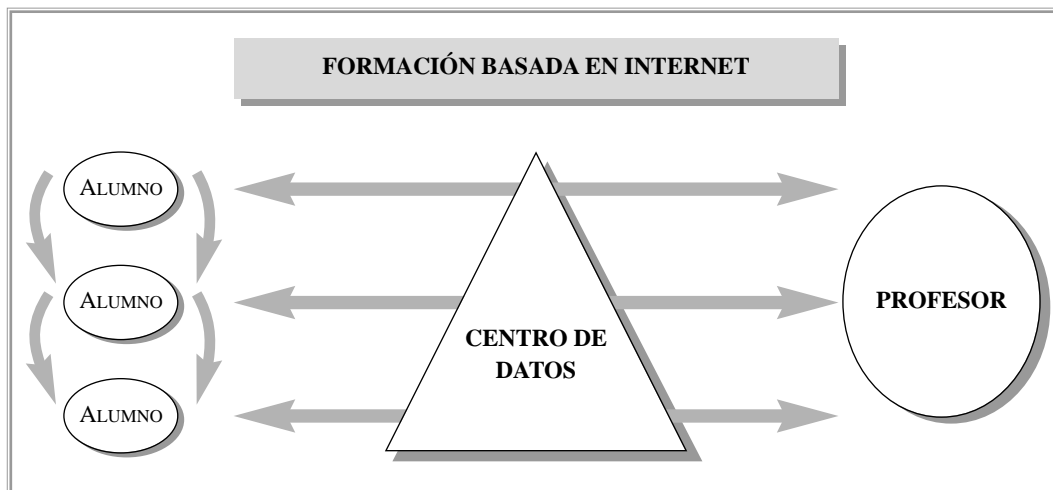 FORMACIÓN BASADA EN INTERNET
ALUMNO
ALUMNO
PROFESOR
CENTRO DE
DATOS
ALUMNO